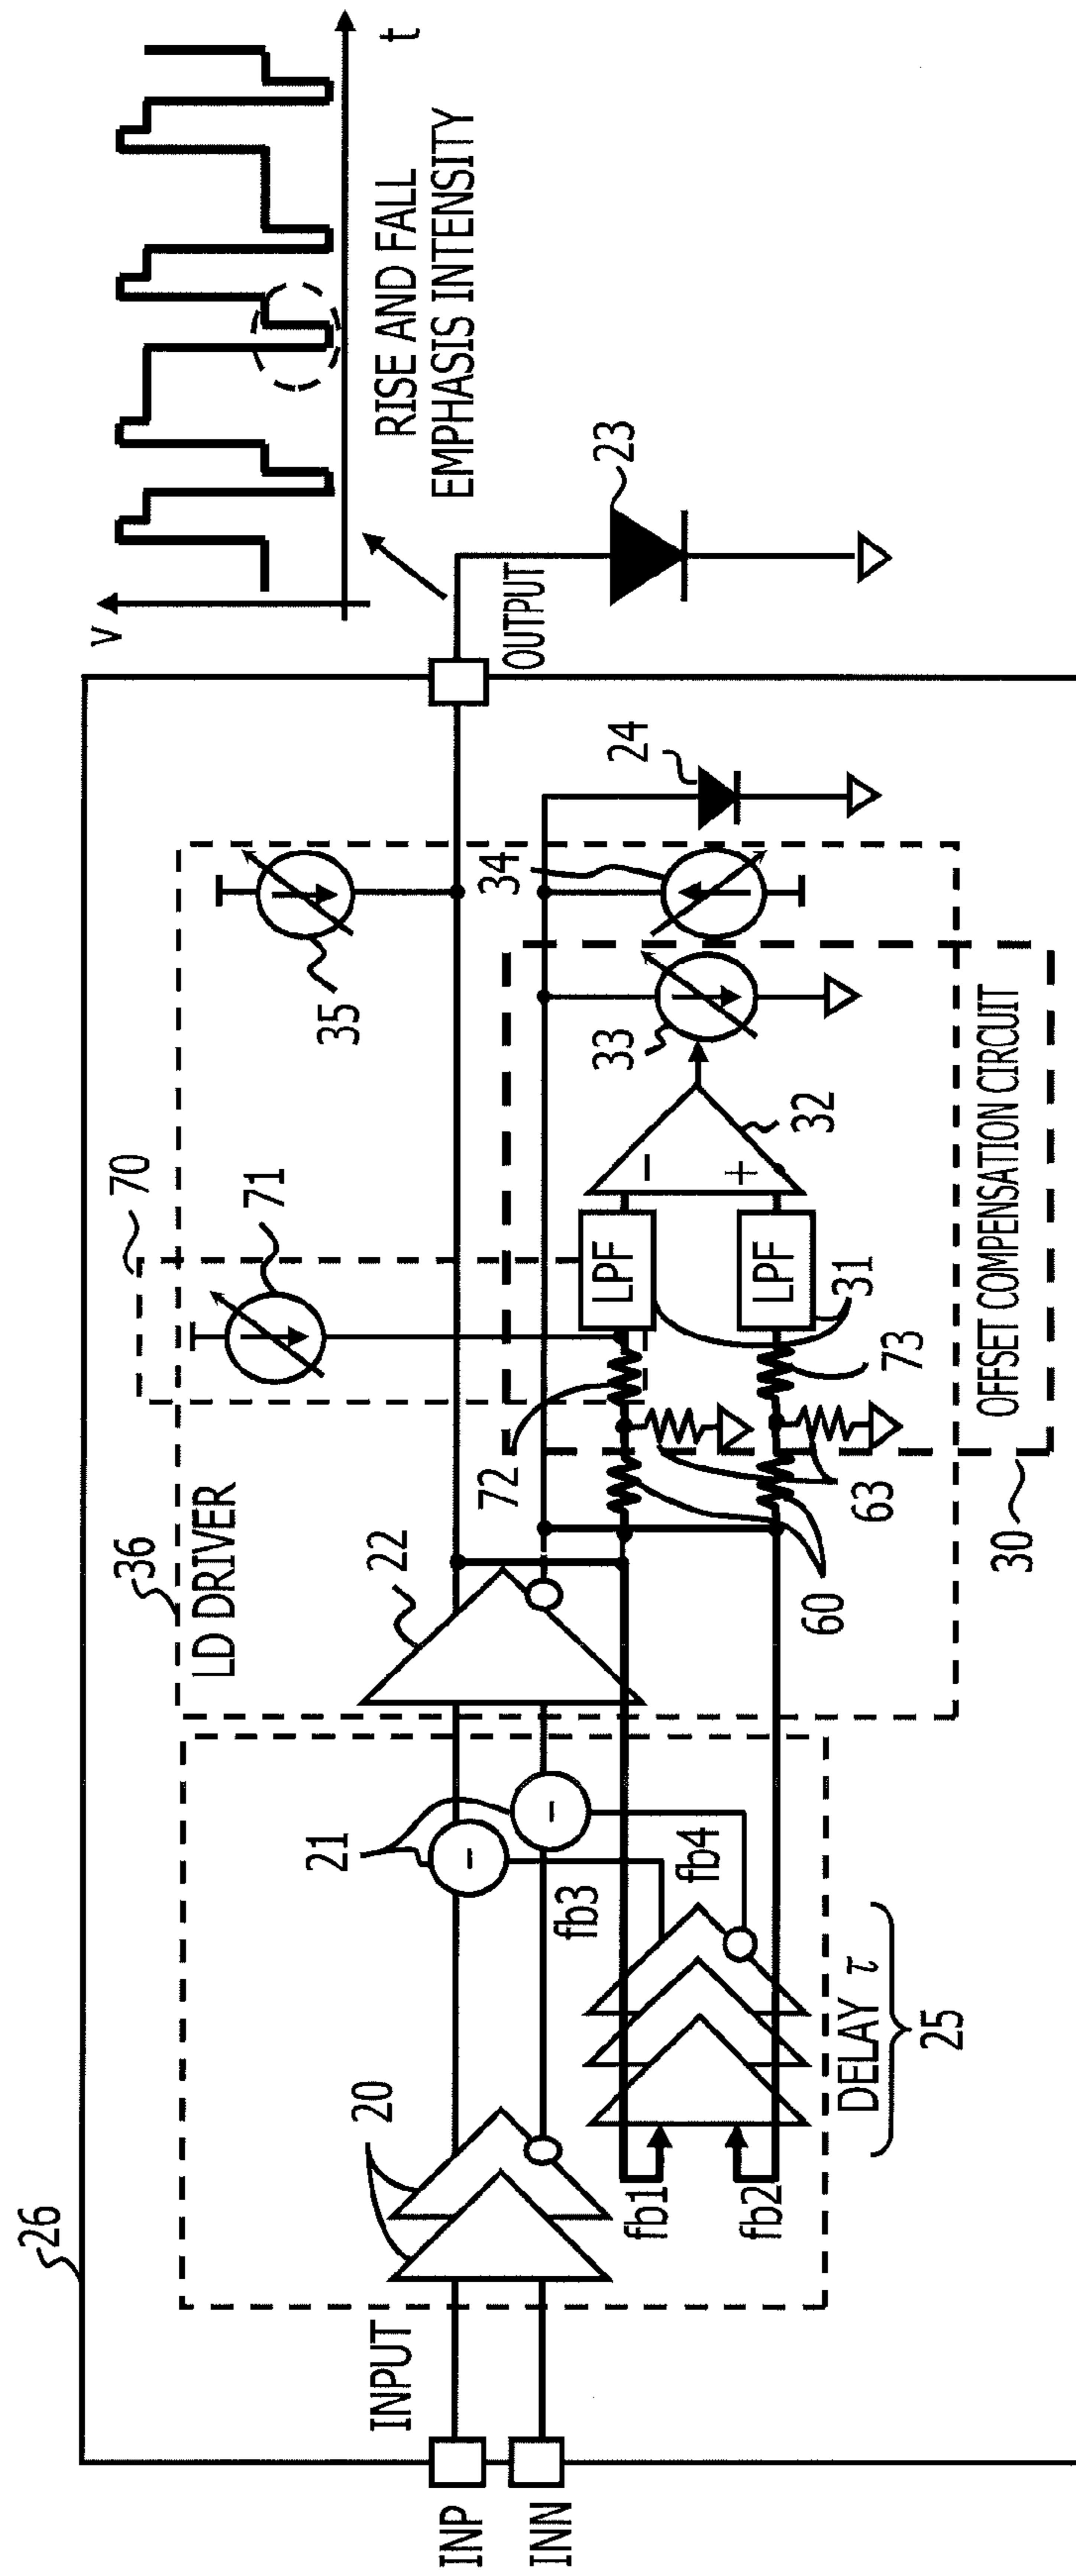 V
t
RISE AND FALL
EMPHASIS INTENSITY
26
36
LD DRIVER
70
71
35
OUTPUT
23
INPUT
20
21
22
72
34
24
INP
INN
fb3
fb4
fb1
fb2
LPF
LPF
−
+
−
−
33
32
31
73
63
60
DELAY τ
25
30
OFFSET COMPENSATION CIRCUIT